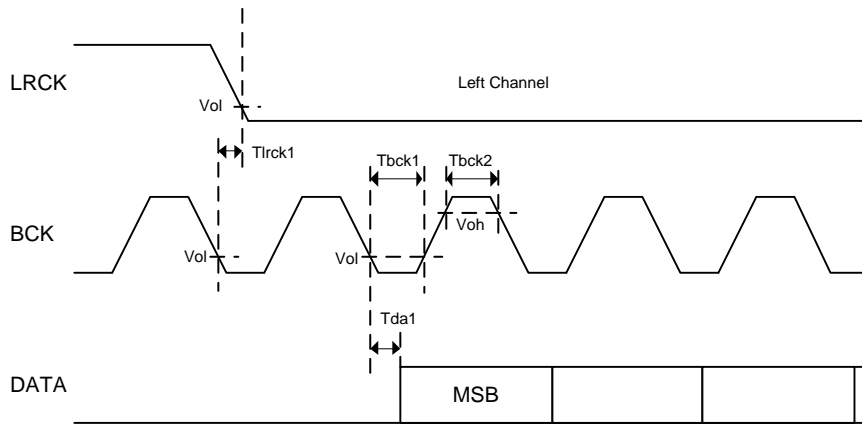 LRCK
Left Channel
Vol
Tlrck1
Tbck1
Tbck2
BCK
Voh
Vol
Vol
Tda1
DATA
MSB